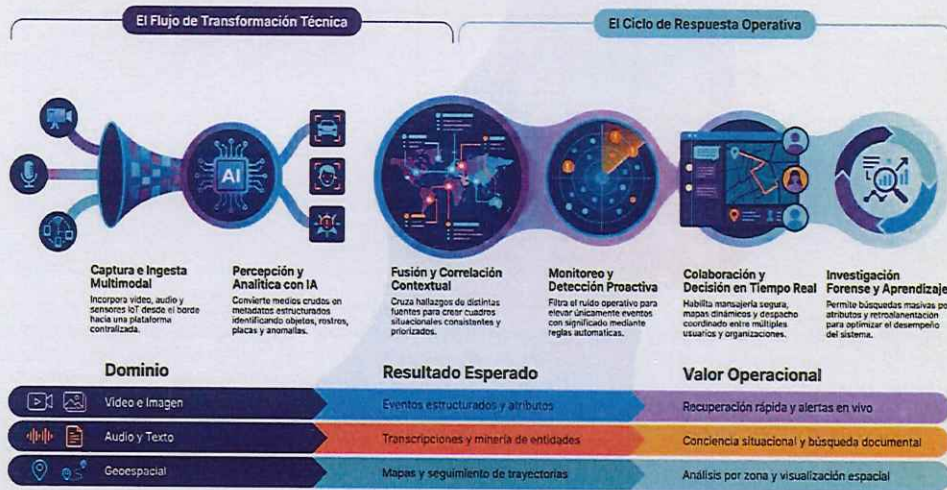 El Flujo de Transformación Técnica
El Ciclo de Respuesta Operativa
AI
Captura e Ingesta
Multimodal
Incorpora video, audio y
sensores IoT desde el borde
hacia una plataforma
contralizada.
Percepción y
Analítica con IA
Convierte medios crudos en
metadatos estructurados
identificando objetos, rostros,
placas y anomalías.
Fusión y Correlación
Contextual
Cruza hallazgos de distintas
fuentes para crear cuadros
situacionales consistentes y
priorizados.
Monitoreo y
Detección Proactiva
Filtra el ruido operativo para
elevar únicamente eventos
con significado mediante
reglas automaticas.
Colaboración y
Decisión en Tiempo Real
Habilita mansajería segura,
mapas dinámicos y despacho
coordinado entre múltiples
usuarios y organizaciones.
Investigación
Forense y Aprendizaje
Permite búsquedas masivas por
atributos y retroalentación
para optimizar el desempeño
del sistema.
Dominio
Resultado Esperado
Valor Operacional
Video e Imagen
Eventos estructurados y atributos
Recuperación rápida y alertas en vivo
Audio y Texto
Transcripciones y minería de entidades
Conciencia situacional y búsqueda documental
Geoespacial
Mapas y seguimiento de trayectorias
Análisis por zona y visualización espacial